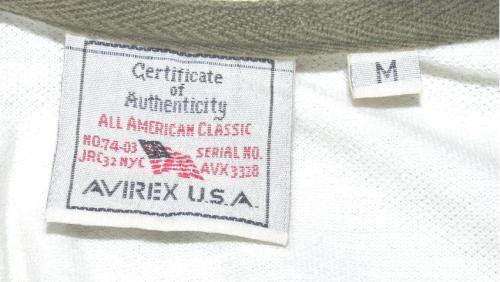 Certificate
of
Authenticity
ALL AMERICAN CLASSIC
NO.74-03 SERIAL NO.
JRC32 NYC AVX3328
AVIREX U.S.A.
M